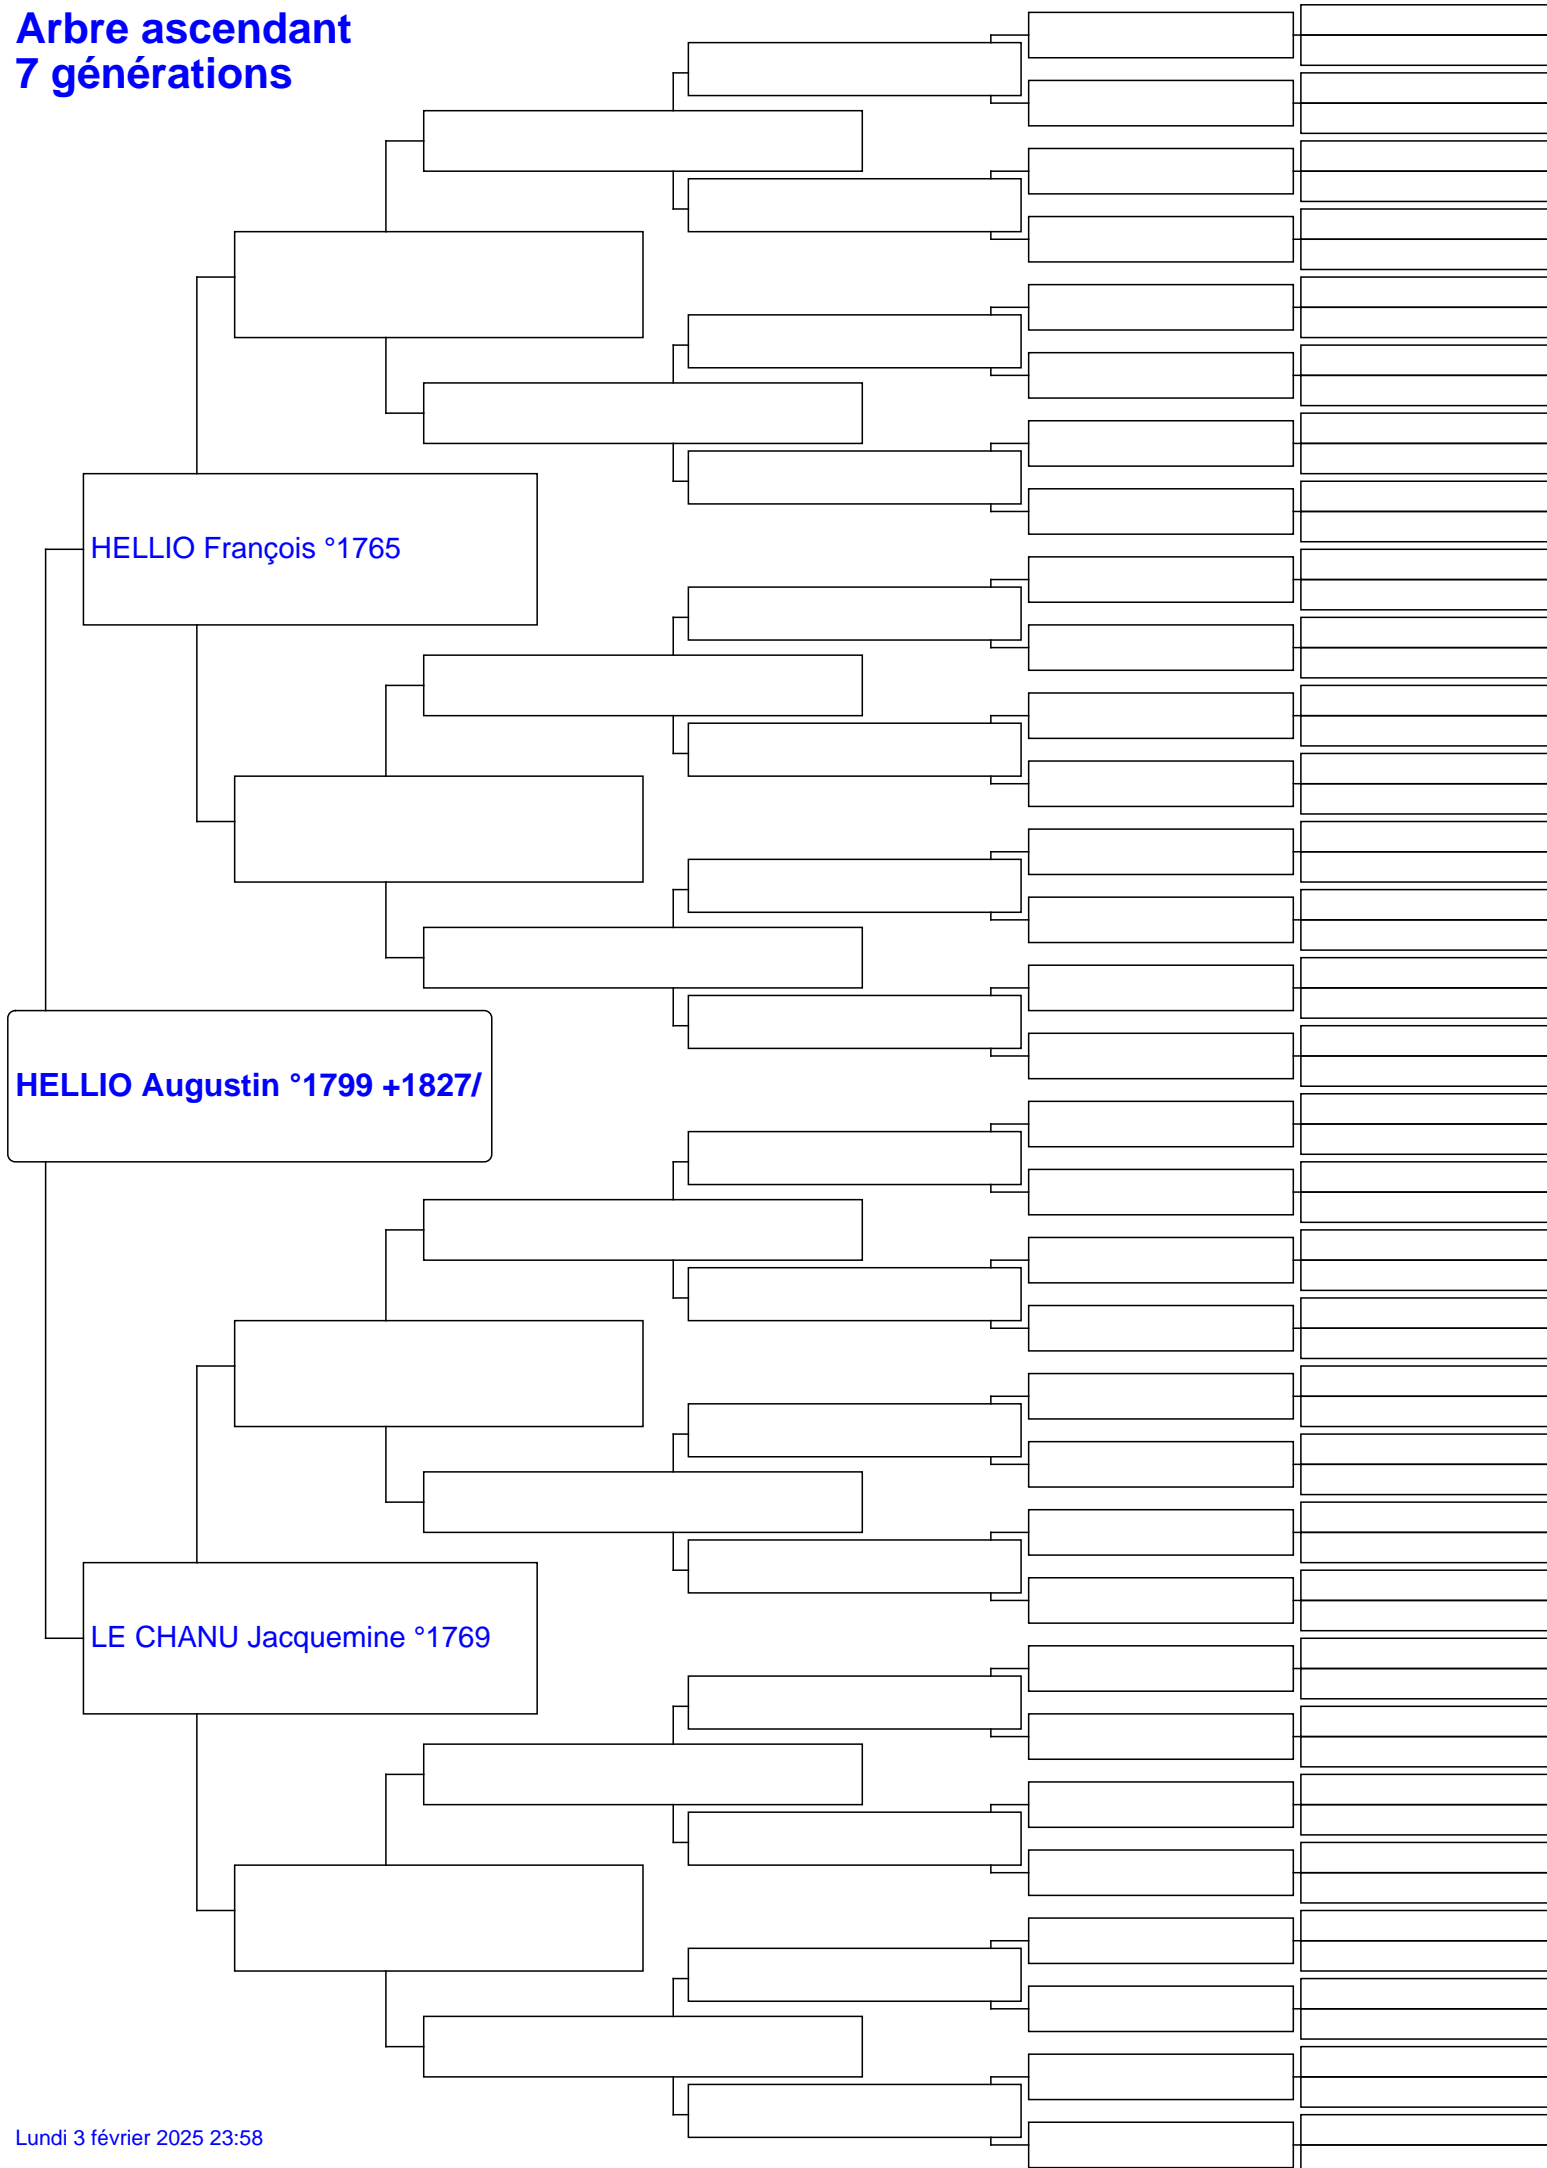 Arbre ascendant
7 générations
HELLIO François °1765
HELLIO Augustin °1799 +1827/
LE CHANU Jacquemine °1769
Lundi 3 février 2025 23:58